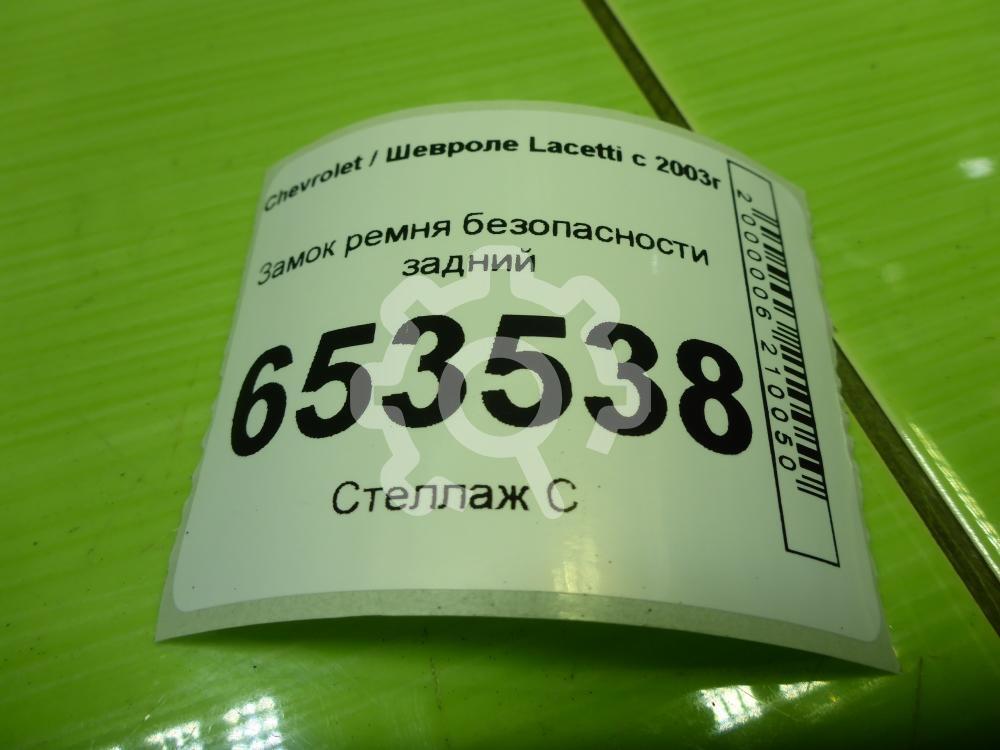 Chevrolet / Шевроле Lacetti с 2003г
Замок ремня безопасности
задний
653538
Стеллаж С
2000006210050